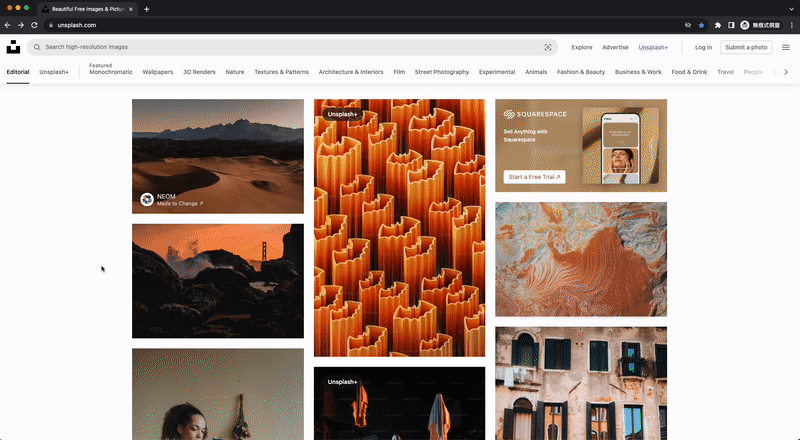 Beautiful Free Images & Pictur
unsplash.com
無痕式視窗
Search high-resolution images
Explore
Advertise
Unsplash+
Log in
Submit a photo
Editorial
Unsplash+
Featured
Monochromatic
Wallpapers
3D Renders
Nature
Textures & Patterns
Architecture & Interiors
Film
Street Photography
Experimental
Animals
Fashion & Beauty
Business & Work
Food & Drink
Travel
People
Unsplash+
SQUARESPACE
Sell Anything with
Squarespace
Start a Free Trial ↗
NEOM
Made to Change ↗
Unsplash+